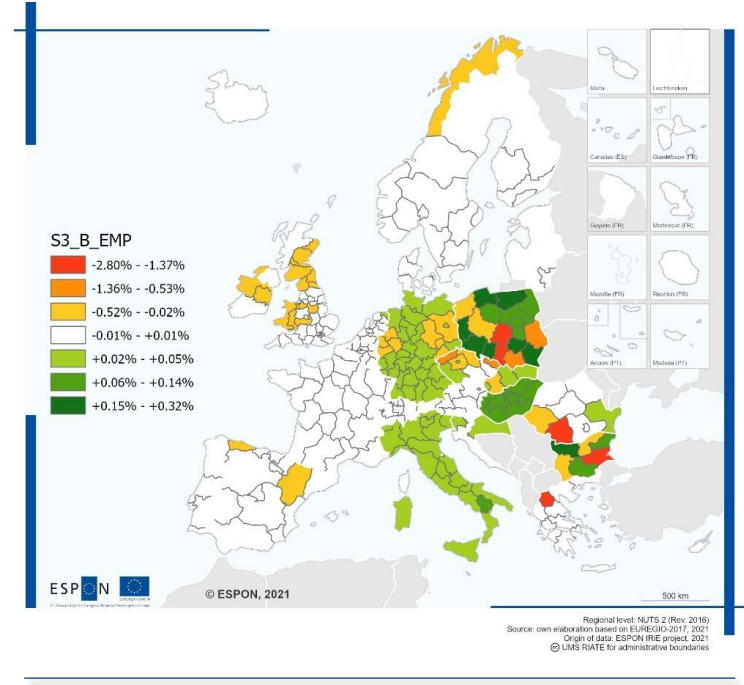 Malta
Liechtenstein
Canarias (ES)
Guadeloupe (FR)
Guyane (FR)
Martinique (FR)
Mayotte (FR)
Reunion (FR)
Acores (PT)
Madeira (PT)
S3_B_EMP
-2.80% - -1.37%
-1.36% - -0.53%
-0.52% - -0.02%
-0.01% - +0.01%
+0.02% - +0.05%
+0.06% - +0.14%
+0.15% - +0.32%
ESPON
EUROPEAN UNION
© ESPON, 2021
500 km
Regional level: NUTS 2 (Rev. 2016)
Source: own elaboration based on EUREGIO-2017, 2021
Origin of data: ESPON IRiE project, 2021
UMS RIATE for administrative boundaries